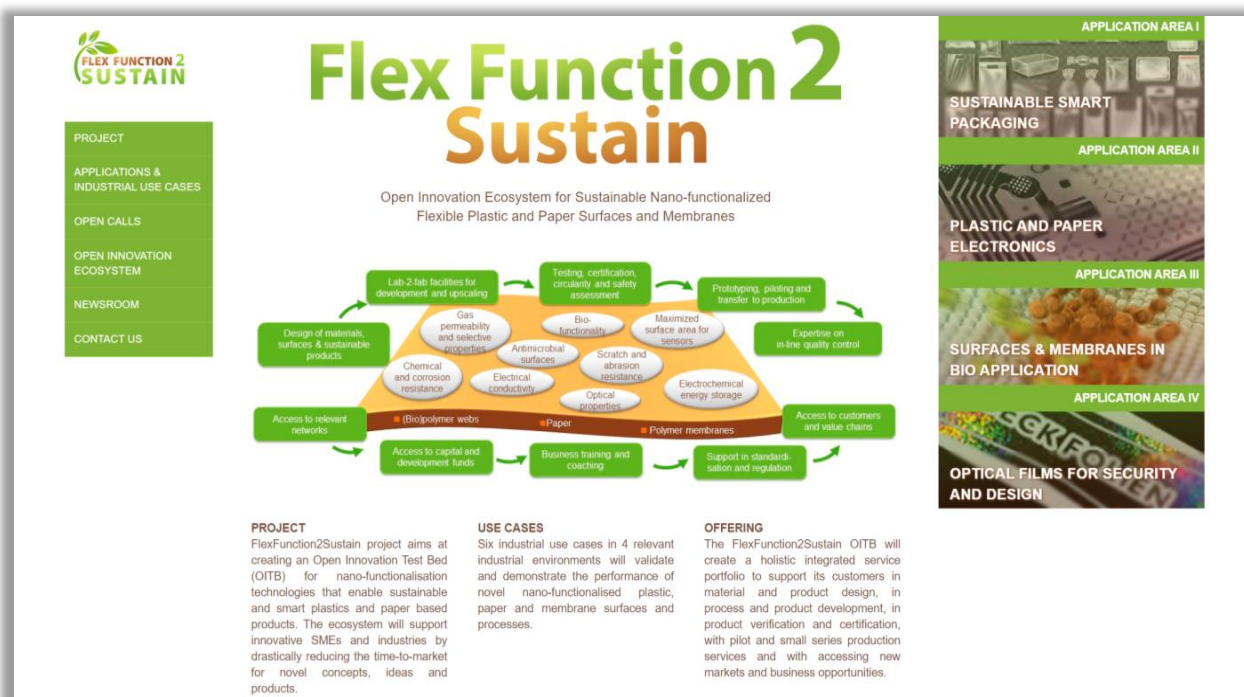 FLEX FUNCTION 2
SUSTAIN
PROJECT
APPLICATIONS &
INDUSTRIAL USE CASES
OPEN CALLS
OPEN INNOVATION
ECOSYSTEM
NEWSROOM
CONTACT US
Flex Function 2
Sustain
Open Innovation Ecosystem for Sustainable Nano-functionalized
Flexible Plastic and Paper Surfaces and Membranes
Design of materials,
surfaces & sustainable
products
Lab-2-fab facilities for
development and upscaling
Testing, certification,
circularity and safety
assessment
Prototyping, piloting and
transfer to production
Expertise on
in-line quality control
Gas
permeability
and selective
properties
Bio-
functionality
Maximized
surface area for
sensors
Antimicrobial
surfaces
Scratch and
abrasion
resistance
Chemical
and corrosion
resistance
Electrical
conductivity
Optical
properties
Electrochemical
energy storage
(Bio)polymer webs
Paper
Polymer membranes
Access to relevant
networks
Access to capital and
development funds
Business training and
coaching
Support in standardi-
sation and regulation
Access to customers
and value chains
PROJECT
FlexFunction2Sustain project aims at
creating an Open Innovation Test Bed
(OITB) for nano-functionalisation
technologies that enable sustainable
and smart plastics and paper based
products. The ecosystem will support
innovative SMEs and industries by
drastically reducing the time-to-market
for novel concepts, ideas and
products.
USE CASES
Six industrial use cases in 4 relevant
industrial environments will validate
and demonstrate the performance of
novel nano-functionalised plastic,
paper and membrane surfaces and
processes.
OFFERING
The FlexFunction2Sustain OITB will
create a holistic integrated service
portfolio to support its customers in
material and product design, in
process and product development, in
product verification and certification,
with pilot and small series production
services and with accessing new
markets and business opportunities.
APPLICATION AREA I
SUSTAINABLE SMART
PACKAGING
APPLICATION AREA II
PLASTIC AND PAPER
ELECTRONICS
APPLICATION AREA III
SURFACES & MEMBRANES IN
BIO APPLICATION
APPLICATION AREA IV
ECKFOLIEN
OPTICAL FILMS FOR SECURITY
AND DESIGN